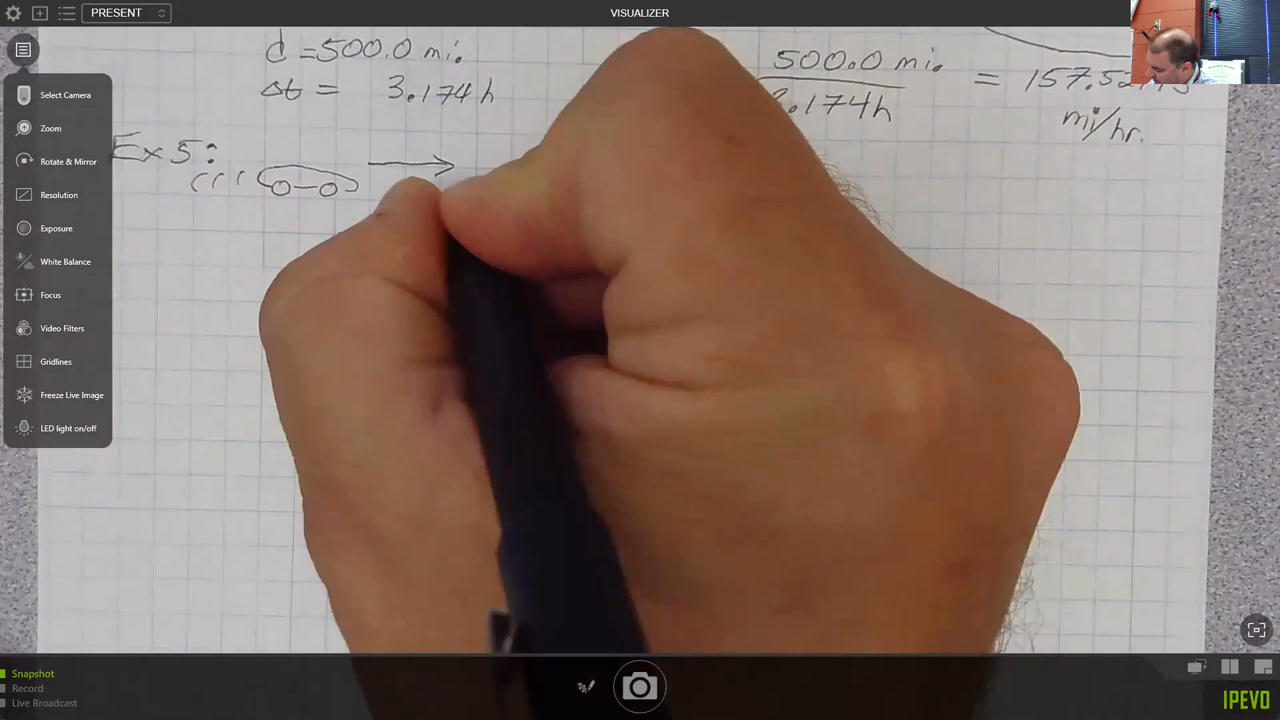 PRESENT
VISUALIZER
Select Camera
Zoom
Rotate & Mirror
Resolution
Exposure
White Balance
Focus
Video Filters
Gridlines
Freeze Live Image
LED light on/off
d = 500.0 mi.
Δt = 3.174 h
500.0 mi. =
.174 h
mi/hr.
Ex 5:
Snapshot
Record
Live Broadcast
IPEVO